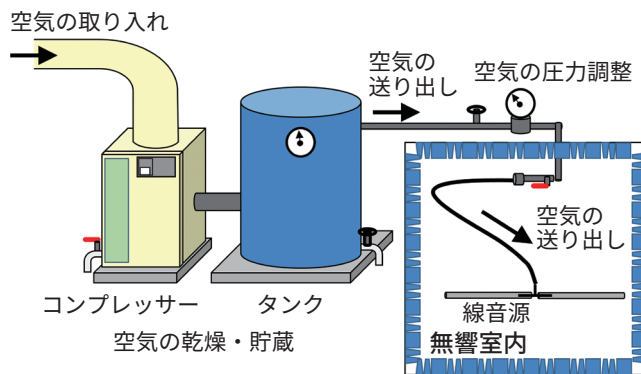 空気の取り入れ
空気の
送り出し
空気の圧力調整
空気の
送り出し
線音源
無響室内
コンプレッサー
タンク
空気の乾燥・貯蔵